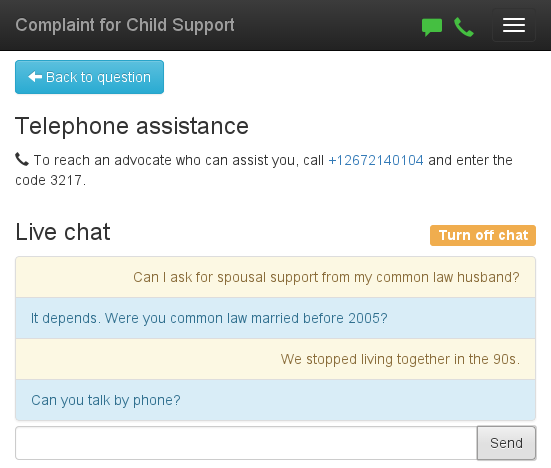 Complaint for Child Support
Back to question
Telephone assistance
To reach an advocate who can assist you, call +12672140104 and enter the
code 3217.
Live chat
Turn off chat
Can I ask for spousal support from my common law husband?
It depends. Were you common law married before 2005?
We stopped living together in the 90s.
Can you talk by phone?
Send